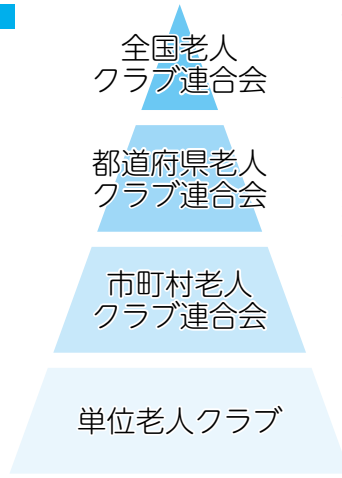 全国老人
クラブ連合会
都道府県老人
クラブ連合会
市町村老人
クラブ連合会
単位老人クラブ